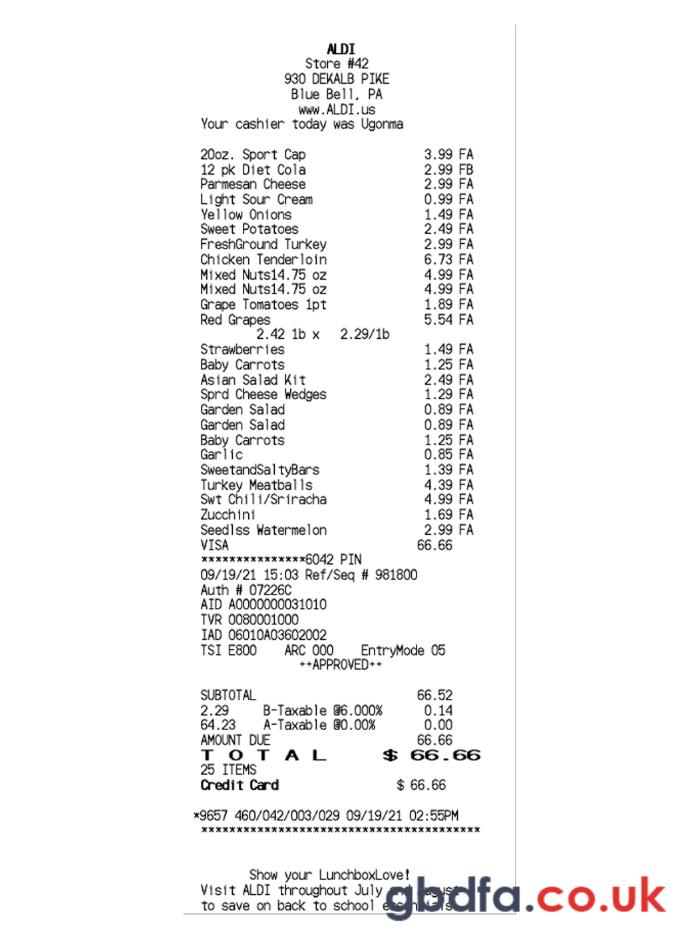 ALDI
Store #42
930 DEKALB PIKE
Blue Bell, PA
www.ALDI.us
Your cashier today was Ugonma
20oz. Sport Cap 3.99 FA
12 pk Diet Cola 2.99 FB
Parmesan Cheese 2.99 FA
Light Sour Cream 0.99 FA
Yellow Onions 1.49 FA
Sweet Potatoes 2.49 FA
FreshGround Turkey 2.99 FA
Chicken Tenderloin 6.73 FA
Mixed Nuts14.75 oz 4.99 FA
Mixed Nuts14.75 oz 4.99 FA
Grape Tomatoes 1pt 1.89 FA
Red Grapes 5.54 FA
2.42 1b x 2.29/1b
Strawberries 1.49 FA
Baby Carrots 1.25 FA
Asian Salad Kit 2.49 FA
Sprd Cheese Wedges 1.29 FA
Garden Salad 0.89 FA
Garden Salad 0.89 FA
Baby Carrots 1.25 FA
Garlic 0.85 FA
SweetandSaltyBars 1.39 FA
Turkey Meatballs 4.39 FA
Swt Chili/Sriracha 4.99 FA
Zucchini 1.69 FA
Seedlss Watermelon 2.99 FA
VISA 66.66
***************6042 PIN
09/19/21 15:03 Ref/Seq # 981800
Auth # 07226C
AID A0000000031010
TVR 0080001000
IAD 06010A03602002
TSI E800 ARC 000 EntryMode 05
++APPROVED++
SUBTOTAL 66.52
2.29 B-Taxable @6.000% 0.14
64.23 A-Taxable @0.00% 0.00
AMOUNT DUE 66.66
T O T A L $ 66.66
25 ITEMS
Credit Card $ 66.66
*9657 460/042/003/029 09/19/21 02:55PM
****************************************
Show your LunchboxLove!
Visit ALDI throughout July and August
to save on back to school essentials.
gbdfa.co.uk